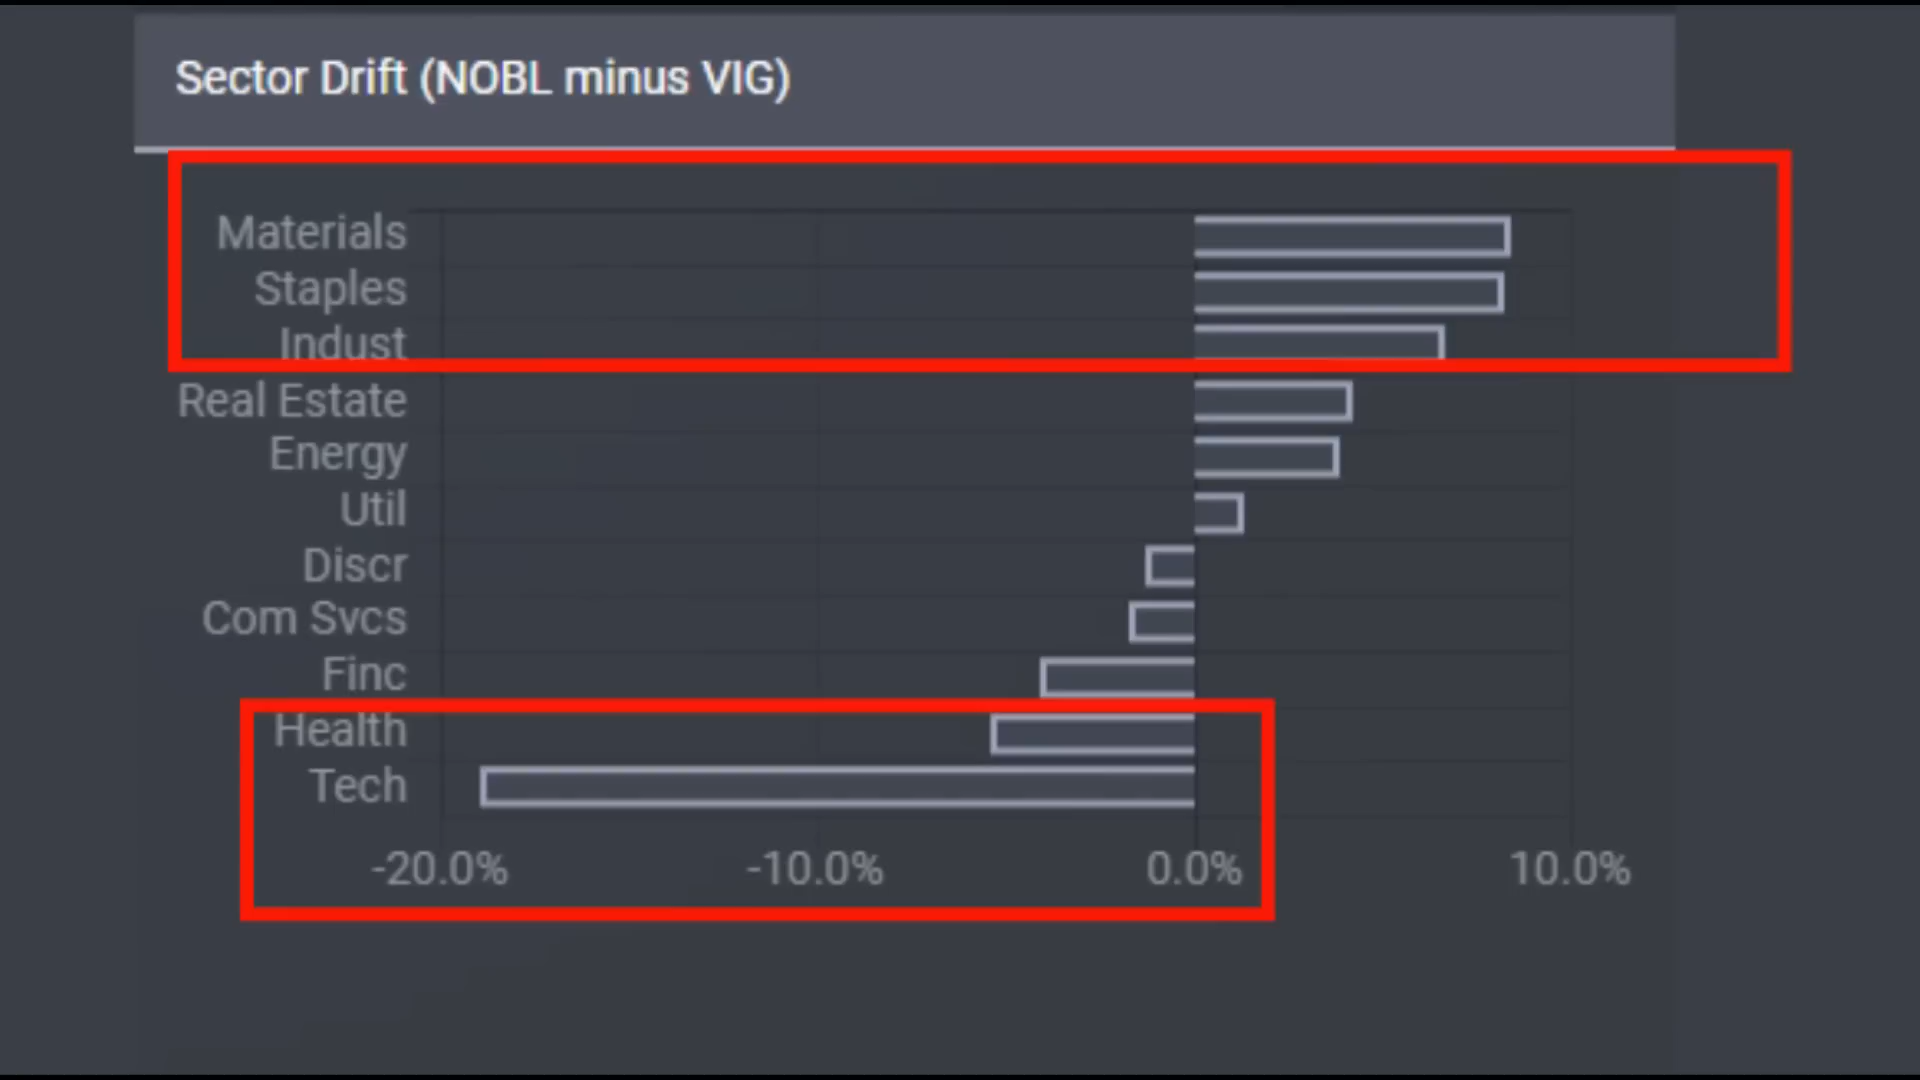 Sector Drift (NOBL minus VIG)
Materials
Staples
Indust
Real Estate
Energy
Util
Discr
Com Svcs
Finc
Health
Tech
-20.0% -10.0% 0.0% 10.0%